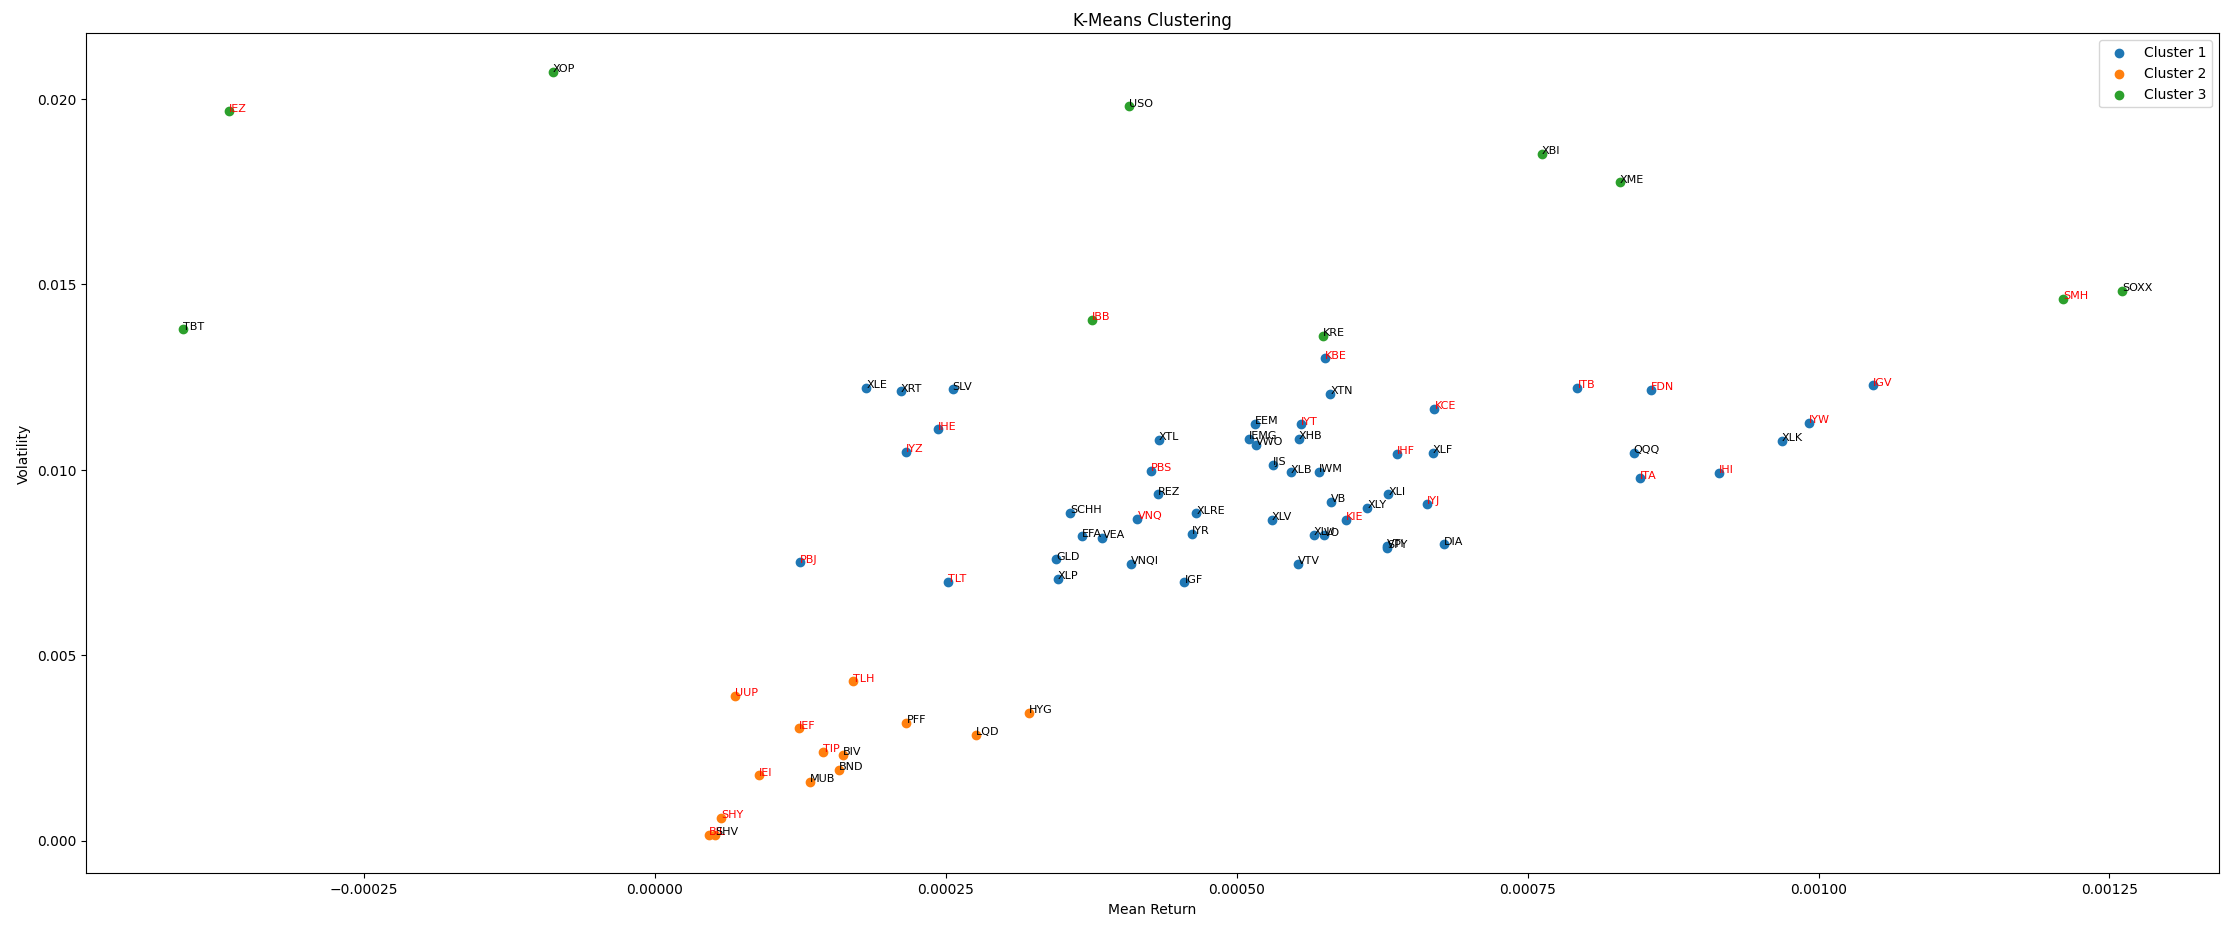 K-Means Clustering
Cluster 1
Cluster 2
Cluster 3
XOP
IEZ
USO
0.020
XBI
XME
SOXX
SMH
0.015
IBB
TBT
KRE
KBE
XLE
XRT
SLV
XTN
ITB
FDN
IGV
KCE
IHE
EEM
IYT
IYW
XTL
IEMG
XHB
XLK
VWO
IYZ
IHF
XLF
QQQ
0.010
IJS
PBS
XLB
IWM
ITA
IHI
REZ
VB
XLI
XLY
IYJ
SCHH
VNQ
XLRE
XLV
KIE
EFA
VEA
IYR
XLU
DIA
SPY
GLD
VNQI
VTV
PBJ
TLT
XLP
IGF
Volatility
0.005
TLH
UUP
HYG
PFF
IEF
LQD
TIP
BIV
BND
IEI
MUB
SHY
SHV
0.000
−0.00025
0.00000
0.00025
0.00050
0.00075
0.00100
0.00125
Mean Return